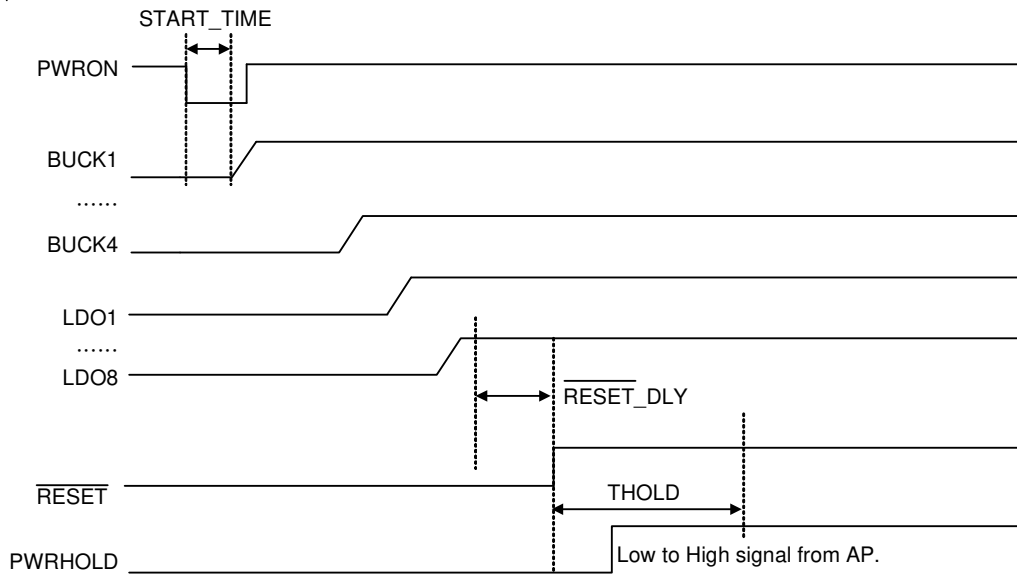 START_TIME
PWRON
BUCK1
......
BUCK4
LDO1
......
LDO8
RESET_DLY
RESET
THOLD
PWRHOLD
Low to High signal from AP.